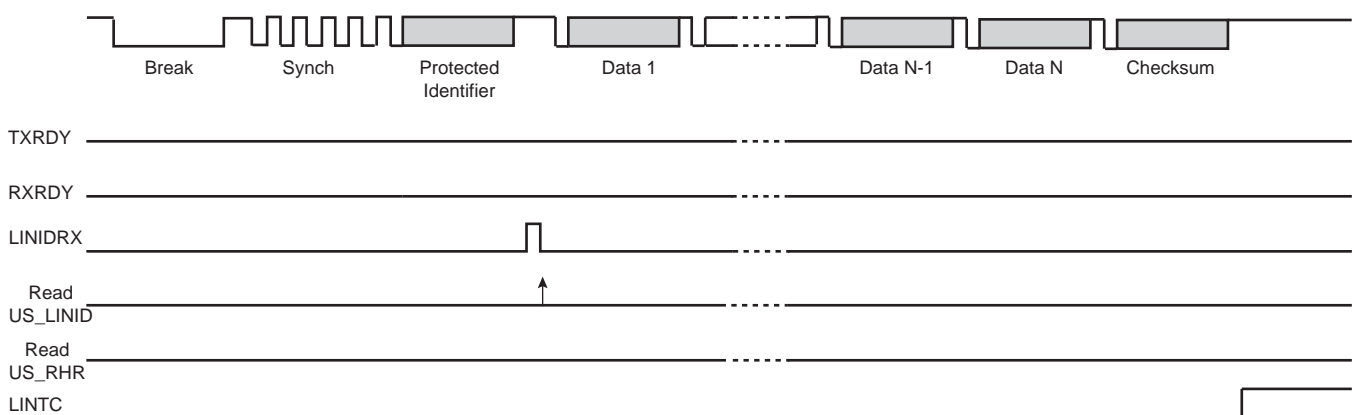 Break Synch Protected Identifier Data 1 Data N-1 Data N Checksum
TXRDY
RXRDY
LINIDRX
Read
US_LINID
Read
US_RHR
LINTC